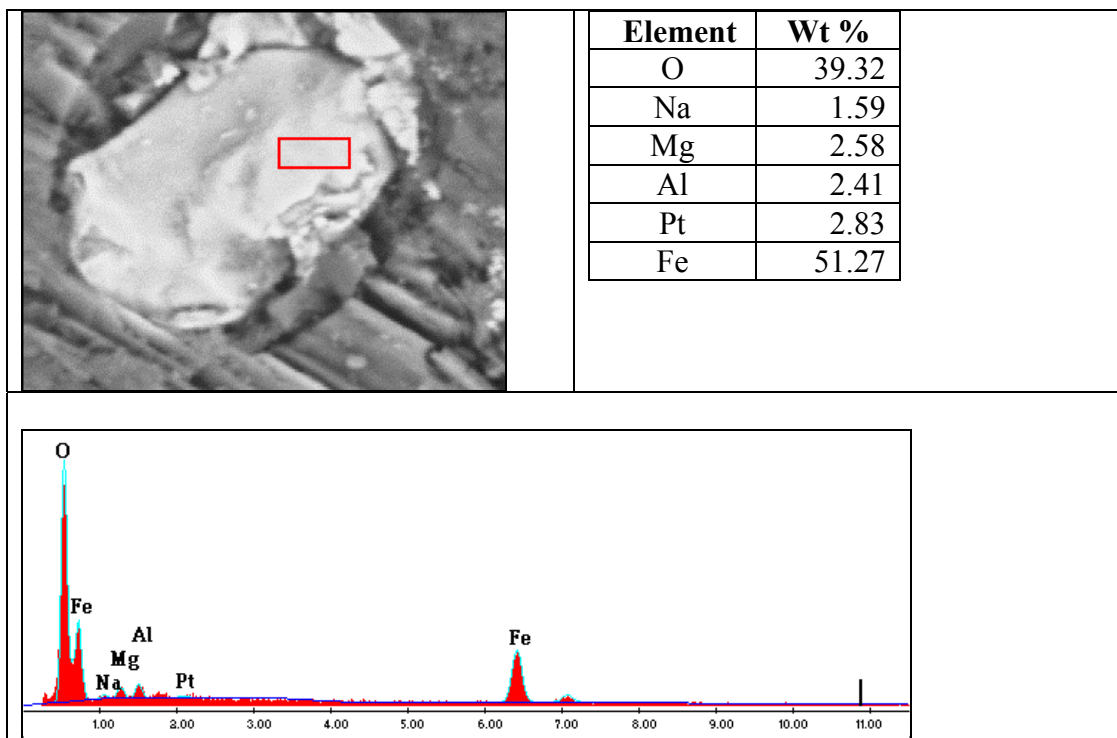 Element Wt %
O 39.32
Na 1.59
Mg 2.58
Al 2.41
Pt 2.83
Fe 51.27
O
Fe
Al
Mg
Na
Pt
Fe
1.00 2.00 3.00 4.00 5.00 6.00 7.00 8.00 9.00 10.00 11.00